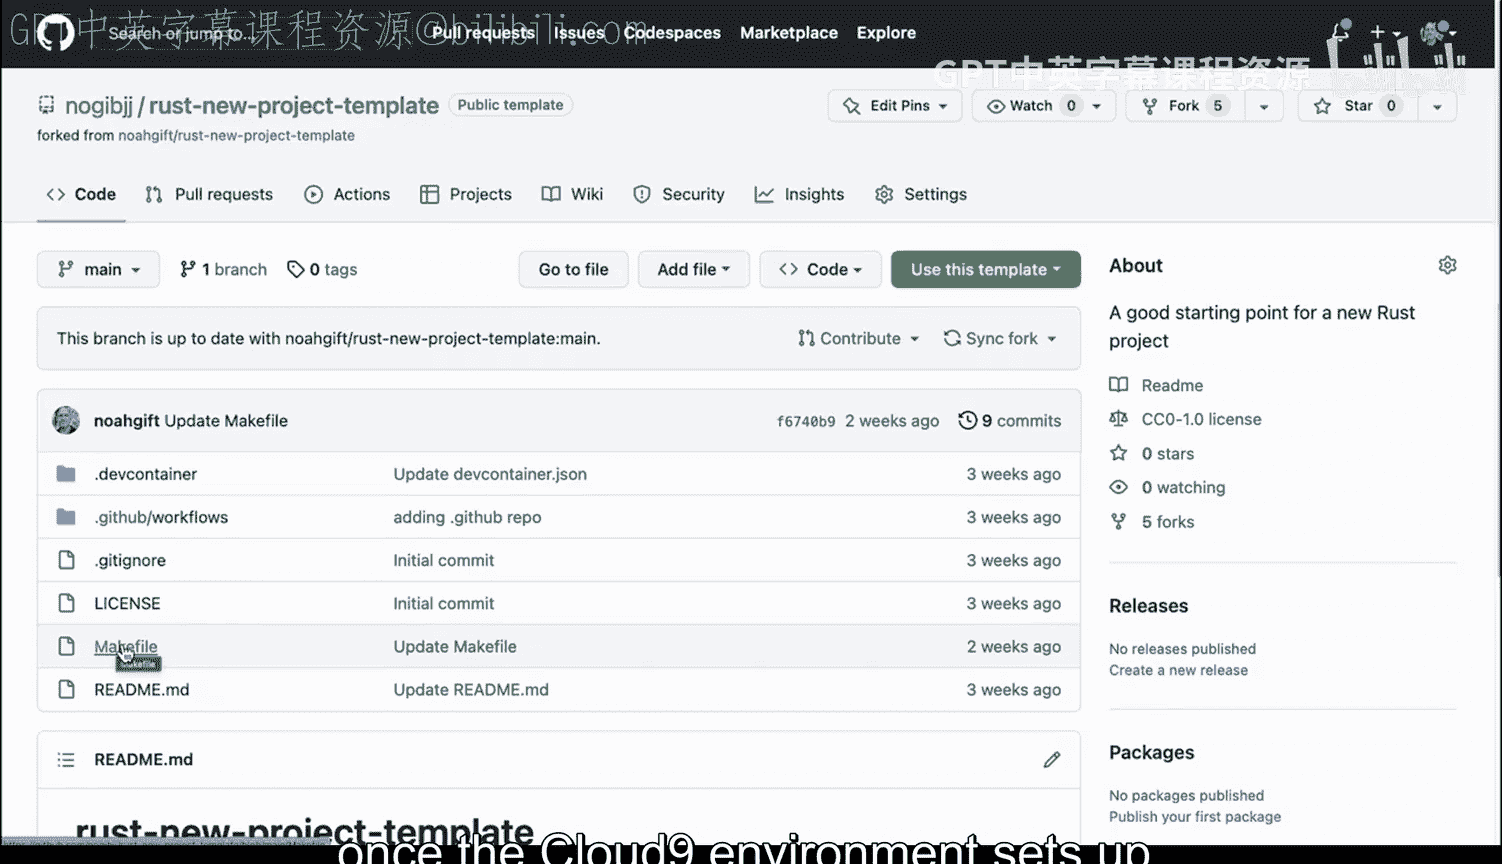 GPT中英字幕课程资源@bilibili.com
Search or jump to...
Pull requests Issues Codespaces Marketplace Explore
GPT中英字幕课程资源 bilibili
nogibjj / rust-new-project-template Public template
Edit Pins Watch 0 Fork 5 Star 0
forked from noahgift/rust-new-project-template
Code Pull requests Actions Projects Wiki Security Insights Settings
main 1 branch 0 tags Go to file Add file Code Use this template
This branch is up to date with noahgift/rust-new-project-template:main. Contribute Sync fork
noahgift Update Makefile f6740b9 2 weeks ago 9 commits
.devcontainer Update devcontainer.json 3 weeks ago
.github/workflows adding .github repo 3 weeks ago
.gitignore Initial commit 3 weeks ago
LICENSE Initial commit 3 weeks ago
Makefile Update Makefile 2 weeks ago
Makefile
README.md Update README.md 3 weeks ago
README.md
rust-new-project-template
About
A good starting point for a new Rust
project
Readme
CC0-1.0 license
0 stars
0 watching
5 forks
Releases
No releases published
Create a new release
Packages
No packages published
Publish your first package
once the Cloud9 environment sets up